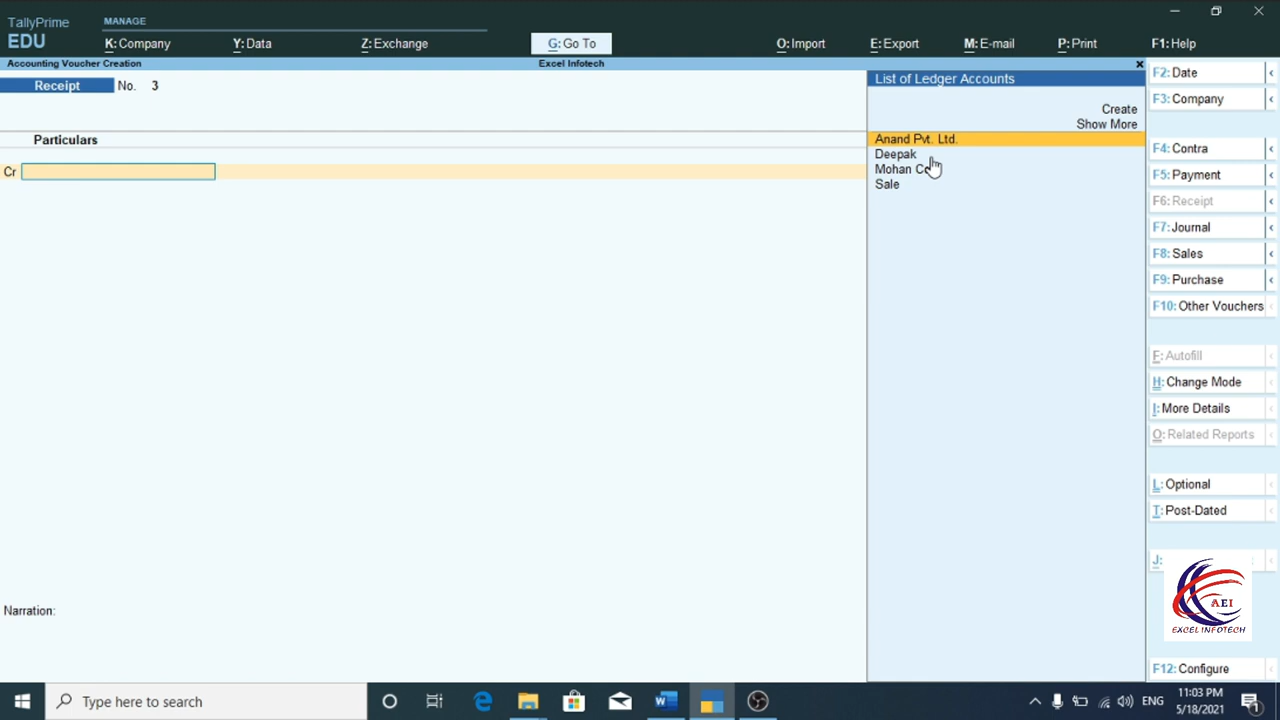 TallyPrime
EDU
MANAGE
K:Company
Y:Data
Z:Exchange
G:Go To
O:Import
E:Export
M:E-mail
P:Print
F1:Help
Accounting Voucher Creation
Excel Infotech
Receipt No. 3
Particulars
Cr
List of Ledger Accounts
Create
Show More
Anand Pvt. Ltd.
Deepak
Mohan
Sale
F2:Date
F3:Company
F4:Contra
F5:Payment
F6:Receipt
F7:Journal
F8:Sales
F9:Purchase
F10:Other Vouchers
F:Autofill
H:Change Mode
I:More Details
O:Related Reports
L:Optional
T:Post-Dated
J:
AEI
EXCEL INFOTECH
F12:Configure
Narration:
Type here to search
ENG
11:03 PM
5/18/2021
1